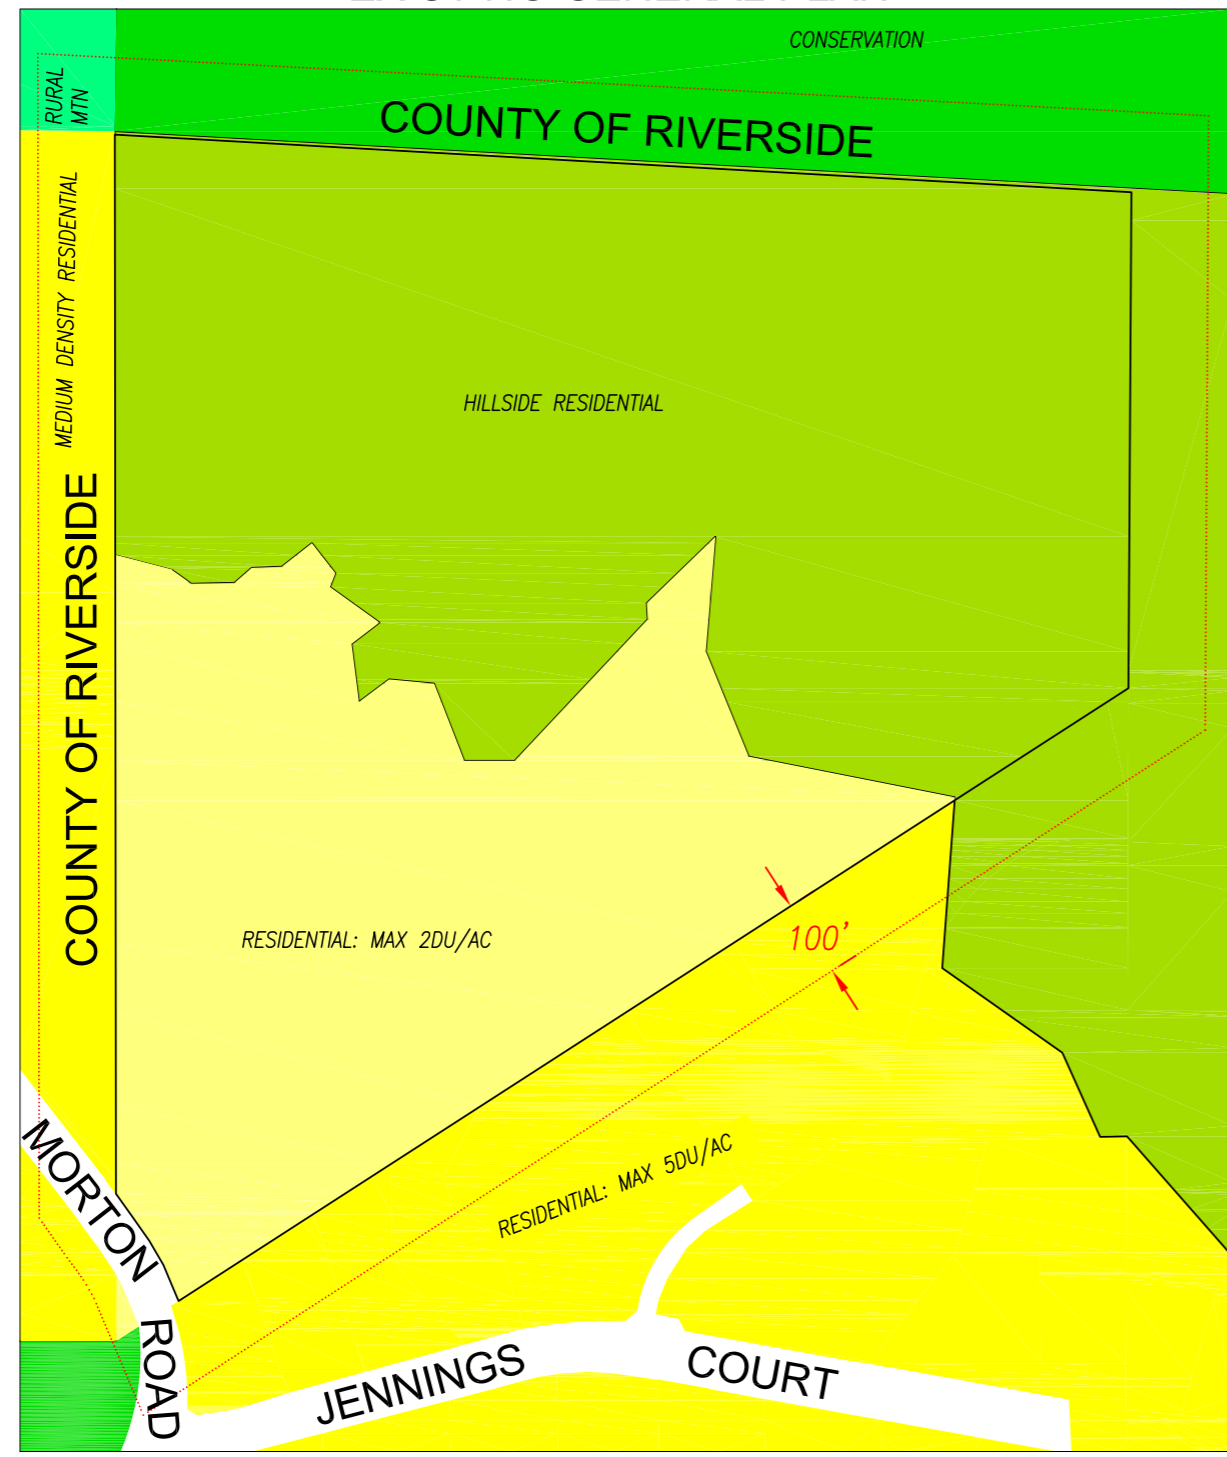 CONSERVATION
COUNTY OF RIVERSIDE
RURAL
MTN
MEDIUM DENSITY RESIDENTIAL
HILLSIDE RESIDENTIAL
COUNTY OF RIVERSIDE
RESIDENTIAL: MAX 2DU/AC
100'
RESIDENTIAL: MAX 5DU/AC
MORTON ROAD
JENNINGS COURT